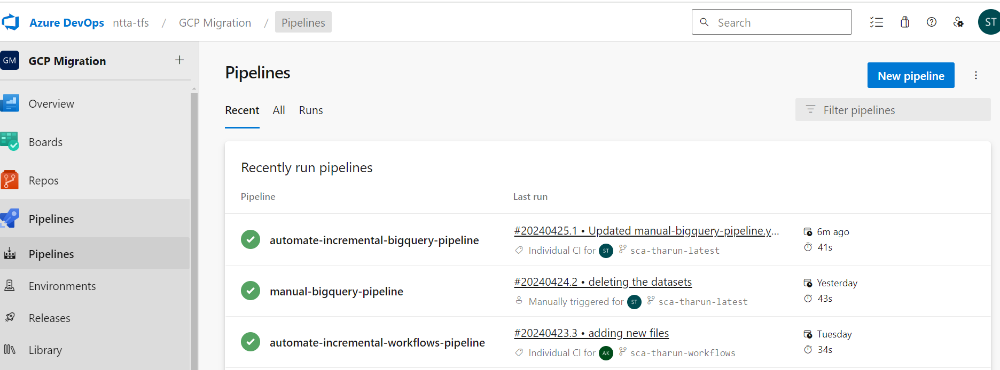 Azure DevOps ntta-tfs / GCP Migration / Pipelines
Search
ST
GM GCP Migration +
Overview
Boards
Repos
Pipelines
Pipelines
Environments
Releases
Library
Pipelines
New pipeline
Recent All Runs
Filter pipelines
Recently run pipelines
Pipeline Last run
automate-incremental-bigquery-pipeline
#20240425.1 • Updated manual-bigquery-pipeline.y...
Individual CI for ST sca-tharun-latest
6m ago
41s
manual-bigquery-pipeline
#20240424.2 • deleting the datasets
Manually triggered for ST sca-tharun-latest
Yesterday
43s
automate-incremental-workflows-pipeline
#20240423.3 • adding new files
Individual CI for AK sca-tharun-workflows
Tuesday
34s